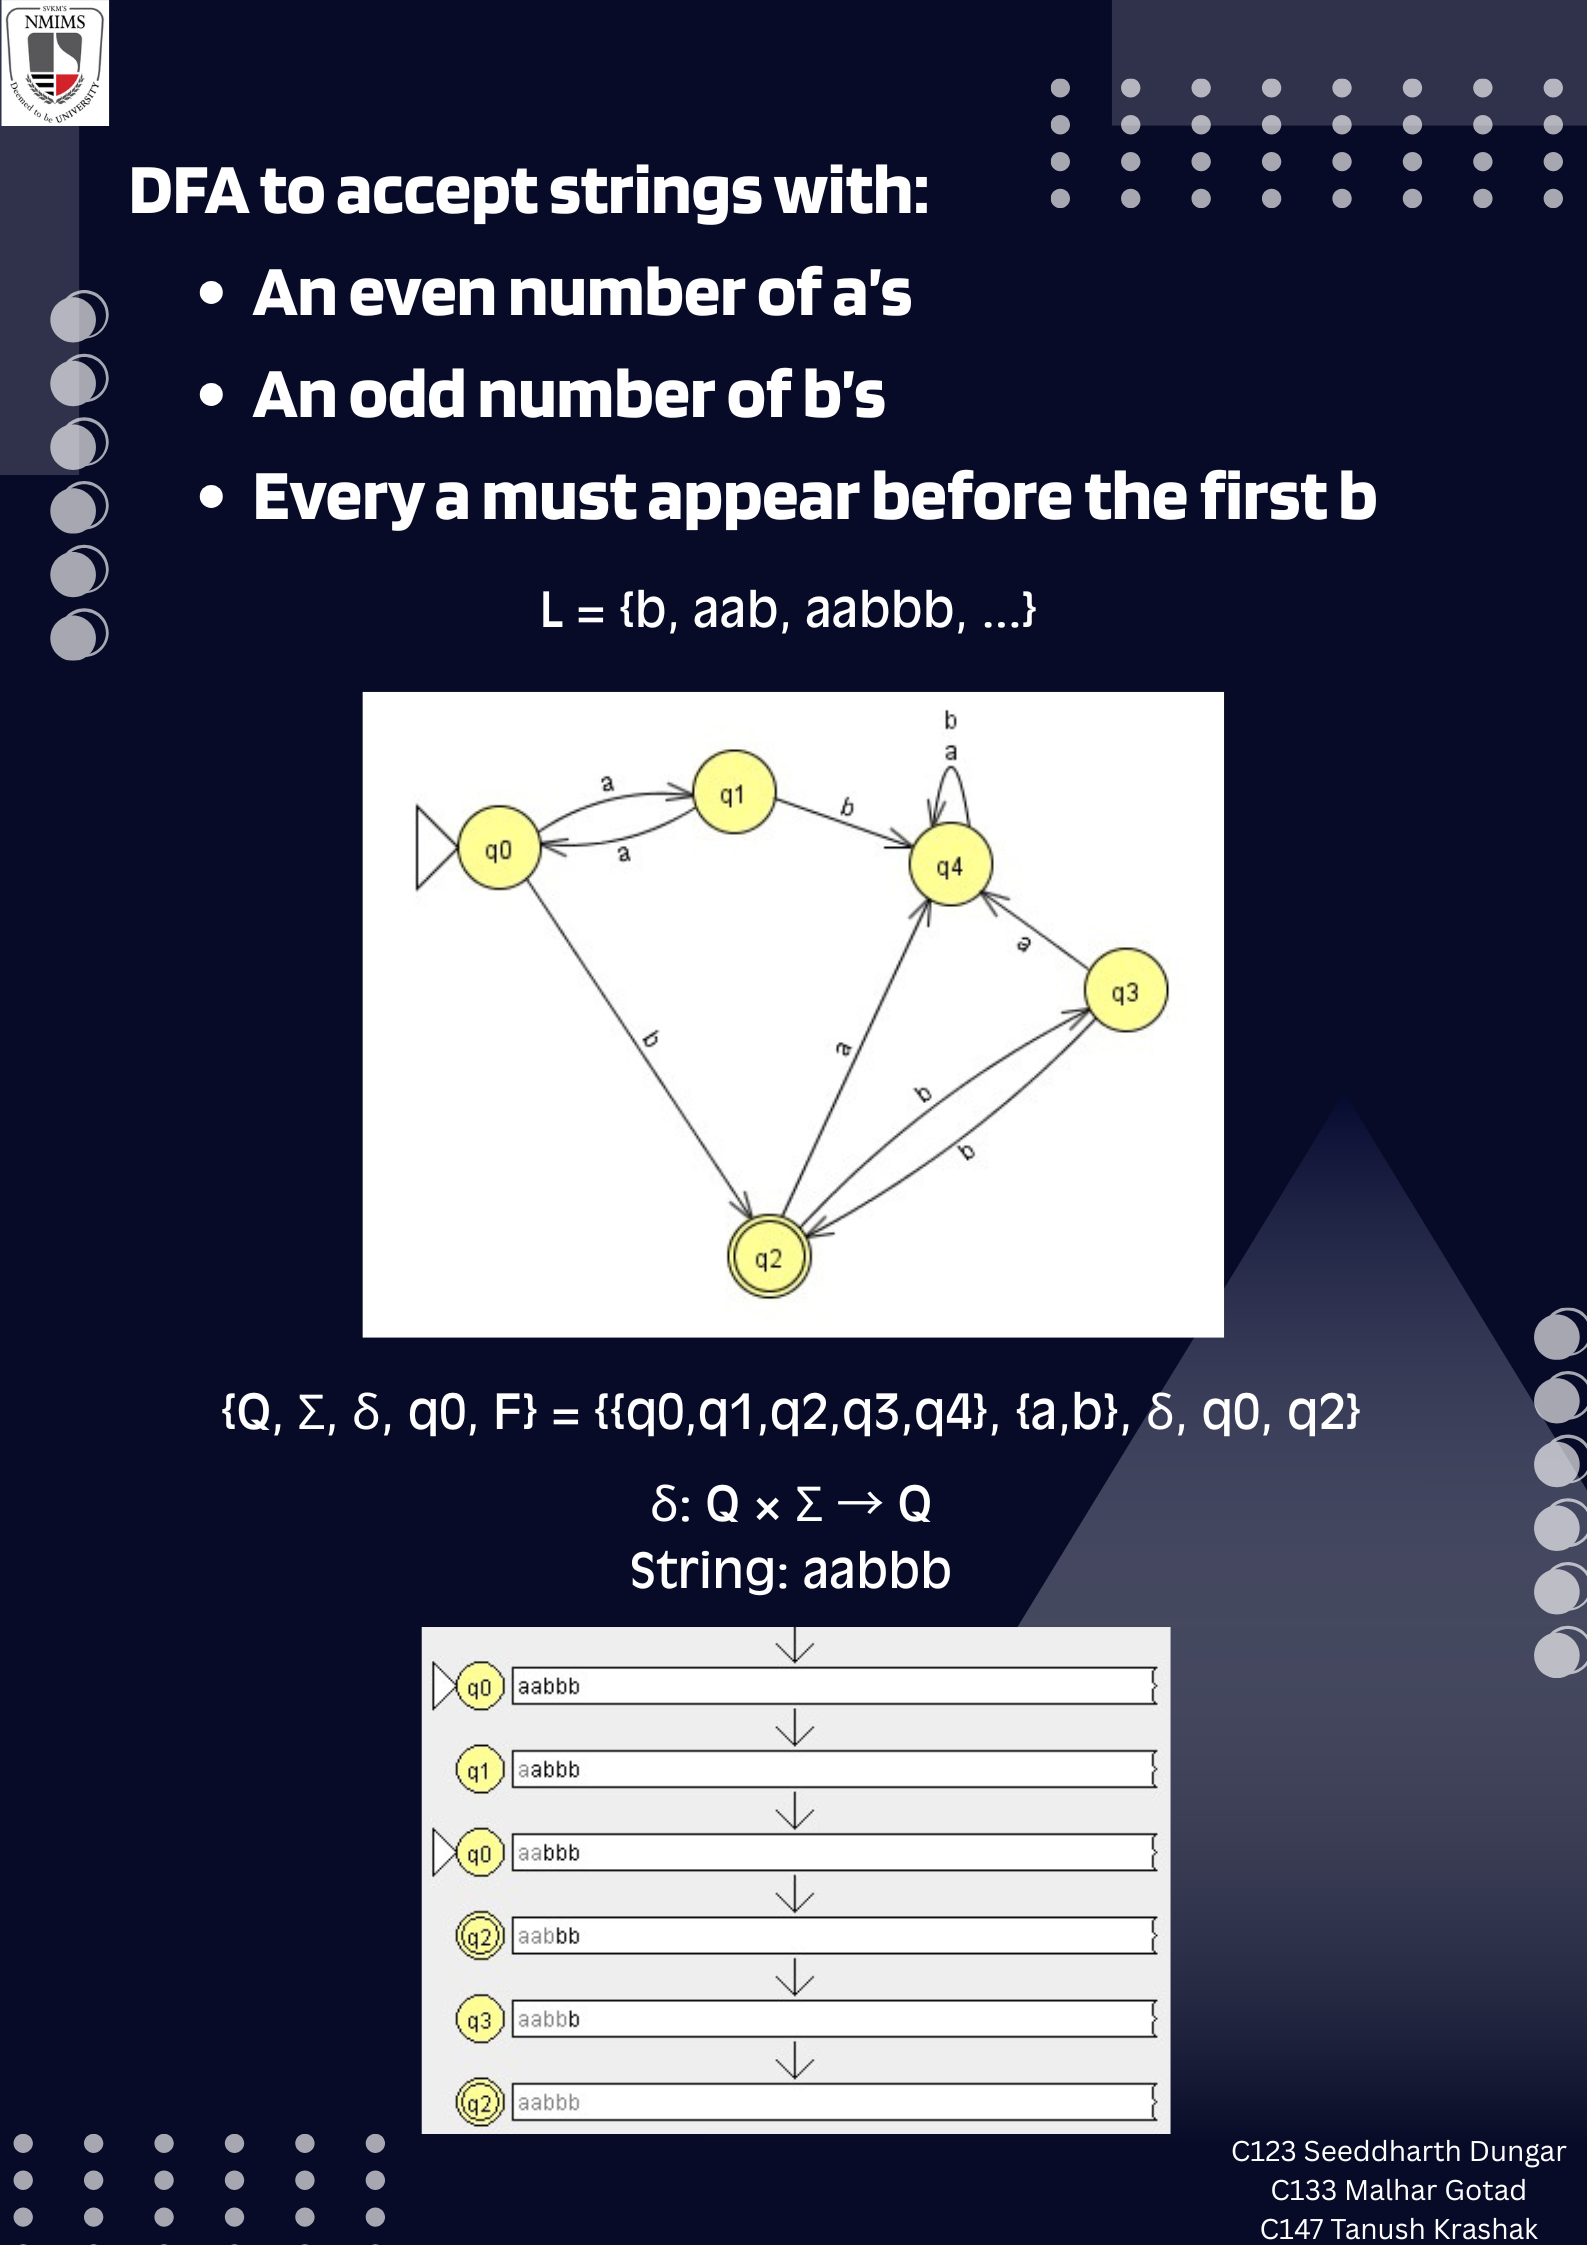 SVKM'S
NMIMS
Deemed to be UNIVERSITY
DFA to accept strings with:
• An even number of a's
• An odd number of b's
• Every a must appear before the first b
L = {b, aab, aabbb, ...}
b
a
a
q1
b
q0
a
q4
a
q3
b
a
b
b
q2
{Q, Σ, δ, q0, F} = {{q0,q1,q2,q3,q4}, {a,b}, δ, q0, q2}
δ: Q × Σ → Q
String: aabbb
q0 aabbb
q1 aabbb
q0 aabbb
q2 aabbb
q3 aabbb
q2 aabbb
C123 Seeddharth Dungar
C133 Malhar Gotad
C147 Tanush Krashak